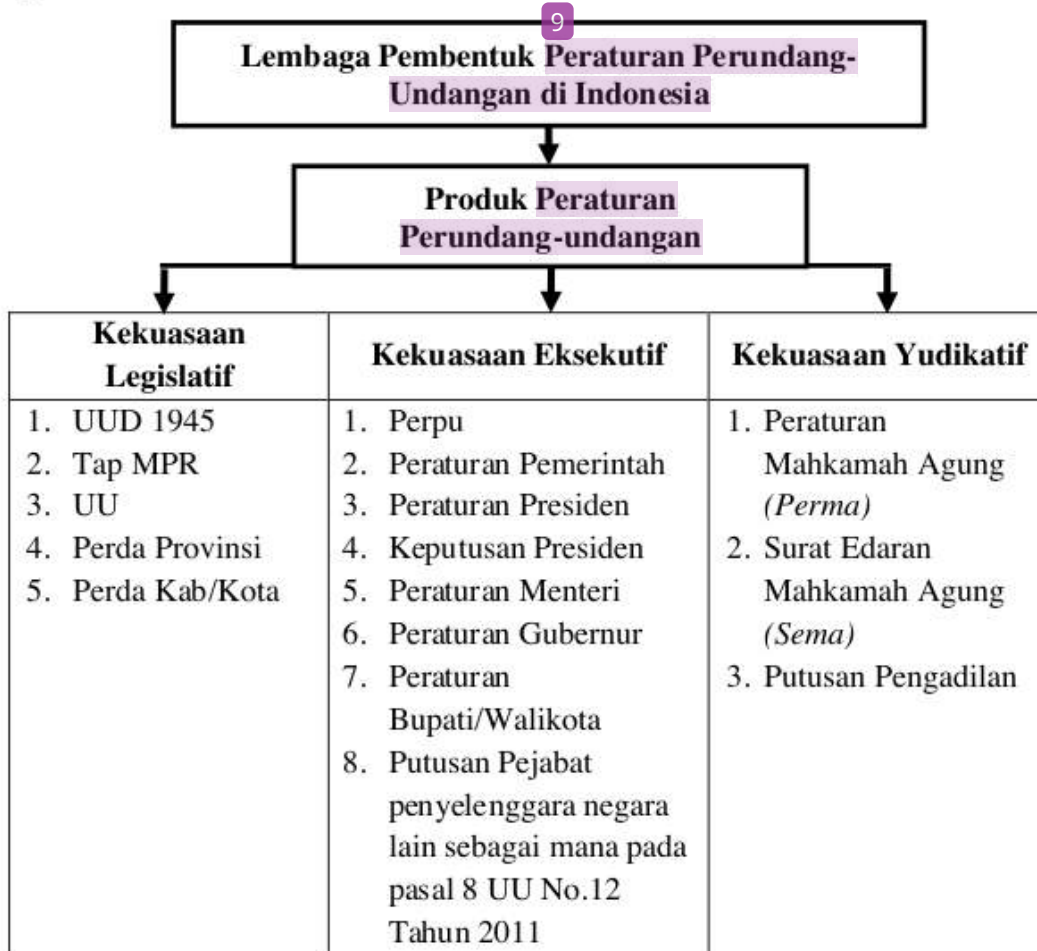 9
Lembaga Pembentuk Peraturan Perundang-
Undangan di Indonesia
Produk Peraturan
Perundang-undangan
Kekuasaan
Legislatif
1. UUD 1945
2. Tap MPR
3. UU
4. Perda Provinsi
5. Perda Kab/Kota
Kekuasaan Eksekutif
1. Perpu
2. Peraturan Pemerintah
3. Peraturan Presiden
4. Keputusan Presiden
5. Peraturan Menteri
6. Peraturan Gubernur
7. Peraturan
Bupati/Walikota
8. Putusan Pejabat
penyelenggara negara
lain sebagai mana pada
pasal 8 UU No.12
Tahun 2011
Kekuasaan Yudikatif
1. Peraturan
Mahkamah Agung
(Perma)
2. Surat Edaran
Mahkamah Agung
(Sema)
3. Putusan Pengadilan